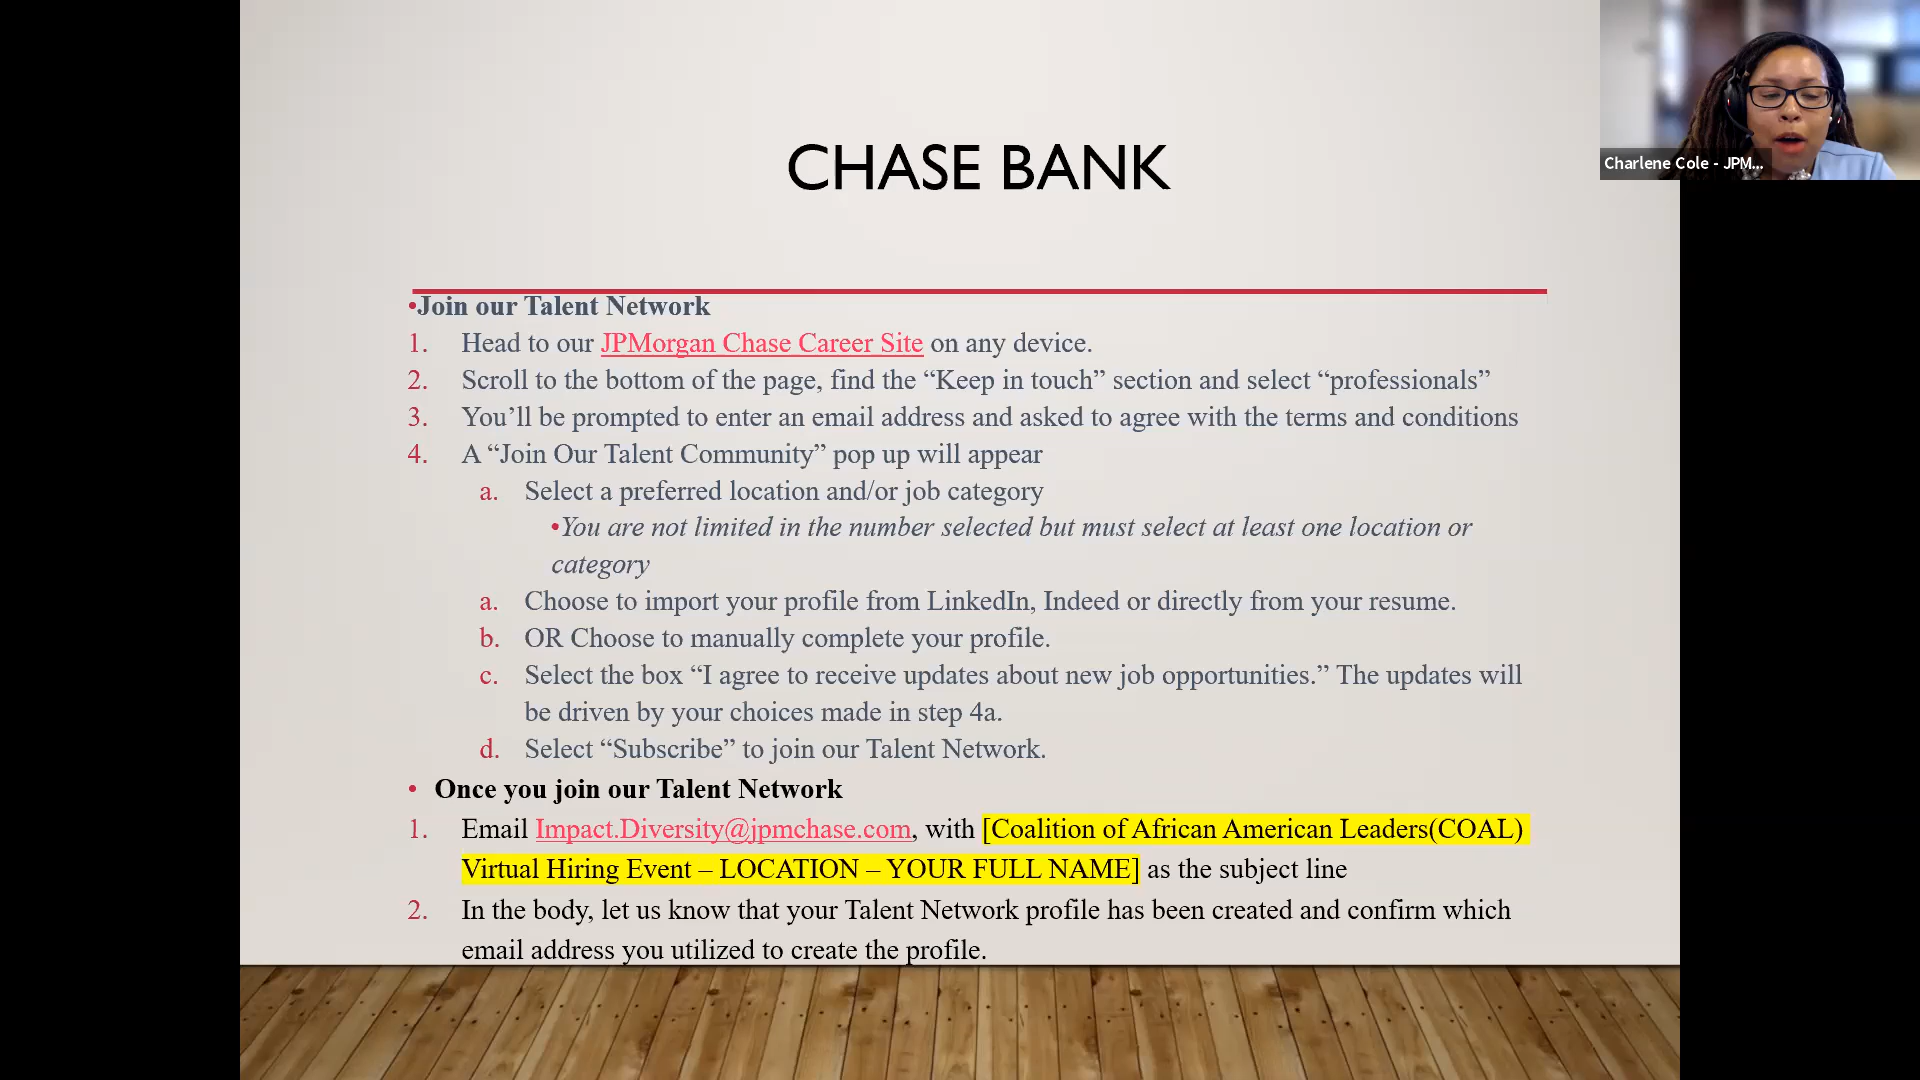 CHASE BANK
Charlene Cole - JPM...
•Join our Talent Network
1. Head to our JPMorgan Chase Career Site on any device.
2. Scroll to the bottom of the page, find the “Keep in touch” section and select “professionals”
3. You’ll be prompted to enter an email address and asked to agree with the terms and conditions
4. A “Join Our Talent Community” pop up will appear
a. Select a preferred location and/or job category
•You are not limited in the number selected but must select at least one location or
category
a. Choose to import your profile from LinkedIn, Indeed or directly from your resume.
b. OR Choose to manually complete your profile.
c. Select the box “I agree to receive updates about new job opportunities.” The updates will
be driven by your choices made in step 4a.
d. Select “Subscribe” to join our Talent Network.
• Once you join our Talent Network
1. Email Impact.Diversity@jpmchase.com, with [Coalition of African American Leaders(COAL)
Virtual Hiring Event – LOCATION – YOUR FULL NAME] as the subject line
2. In the body, let us know that your Talent Network profile has been created and confirm which
email address you utilized to create the profile.